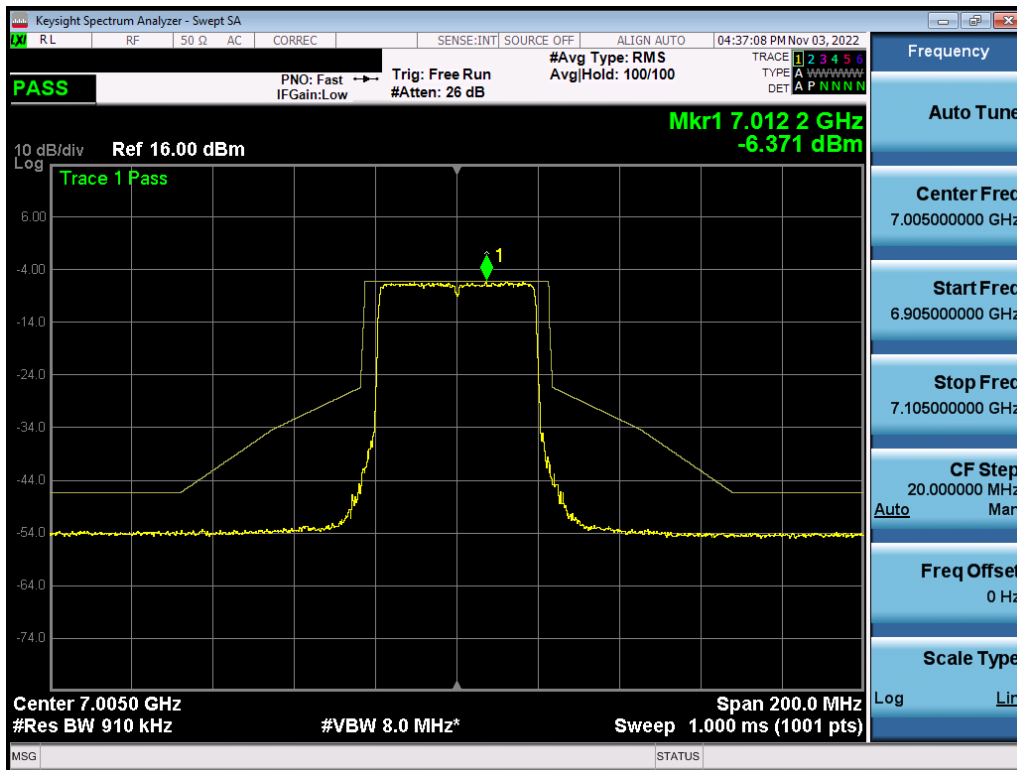 Keysight Spectrum Analyzer - Swept SA
LXI RL RF 50 Ω AC CORREC SENSE:INT SOURCE OFF ALIGN AUTO 04:37:08 PM Nov 03, 2022
PASS
PNO: Fast
IFGain:Low
Trig: Free Run
#Atten: 26 dB
#Avg Type: RMS
Avg|Hold: 100/100
TRACE 1 2 3 4 5 6
TYPE A WWWWW
DET A P N N N N
Mkr1 7.012 2 GHz
-6.371 dBm
10 dB/div Ref 16.00 dBm
Log
Trace 1 Pass
1
6.00
-4.00
-14.0
-24.0
-34.0
-44.0
-54.0
-64.0
-74.0
Center 7.0050 GHz Span 200.0 MHz
#Res BW 910 kHz #VBW 8.0 MHz* Sweep 1.000 ms (1001 pts)
MSG STATUS
Frequency
Auto Tune
Center Freq
7.005000000 GHz
Start Freq
6.905000000 GHz
Stop Freq
7.105000000 GHz
CF Step
20.000000 MHz
Auto Man
Freq Offset
0 Hz
Scale Type
Log Lin